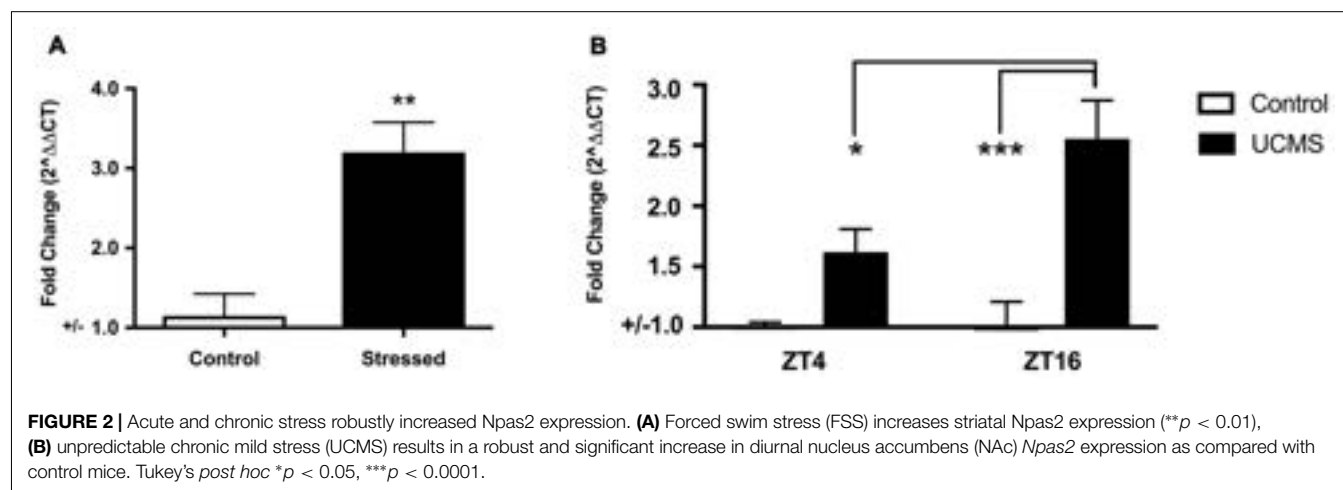 A
Fold Change (2^ΔΔCT)
4.0
3.0
2.0
+/- 1.0
**
Control
Stressed
B
Fold Change (2^ΔΔCT)
3.0
2.5
2.0
1.5
+/-1.0
*
***
ZT4
ZT16
Control
UCMS
FIGURE 2 | Acute and chronic stress robustly increased Npas2 expression. (A) Forced swim stress (FSS) increases striatal Npas2 expression (**p < 0.01),
(B) unpredictable chronic mild stress (UCMS) results in a robust and significant increase in diurnal nucleus accumbens (NAc) Npas2 expression as compared with
control mice. Tukey's post hoc *p < 0.05, ***p < 0.0001.